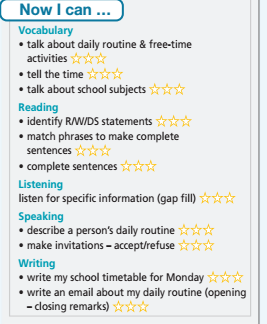 Now I can ...
Vocabulary
• talk about daily routine & free-time
activities ☆☆☆
• tell the time ☆☆☆
• talk about school subjects ☆☆☆
Reading
• identify R/W/DS statements ☆☆☆
• match phrases to make complete
sentences ☆☆☆
• complete sentences ☆☆☆
Listening
listen for specific information (gap fill) ☆☆☆
Speaking
• describe a person's daily routine ☆☆☆
• make invitations – accept/refuse ☆☆☆
Writing
• write my school timetable for Monday ☆☆☆
• write an email about my daily routine (opening
– closing remarks) ☆☆☆